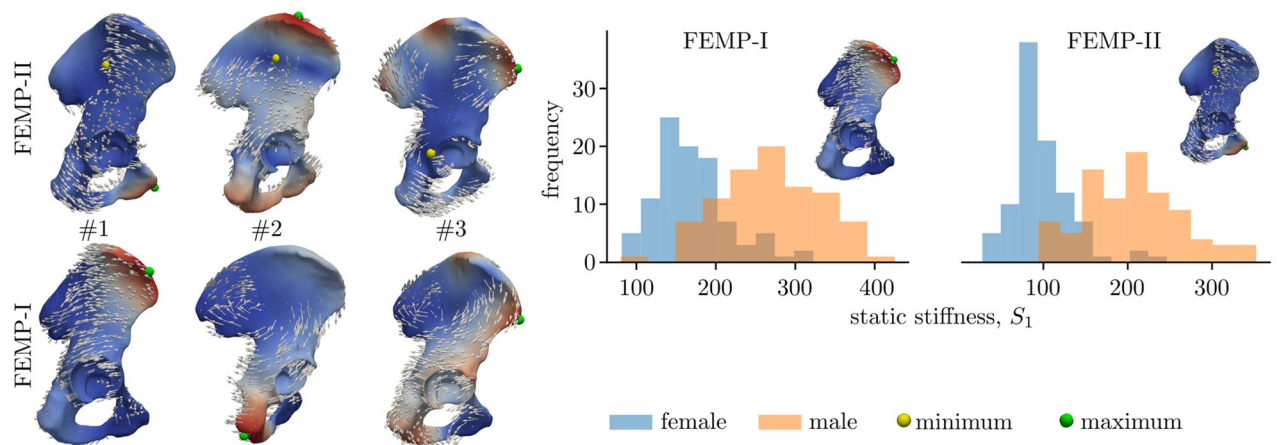 FEMP-II
#1 #2 #3
FEMP-I
FEMP-I FEMP-II
frequency
30
20
10
0
100 200 300 400 100 200 300
static stiffness, S₁
female male minimum maximum